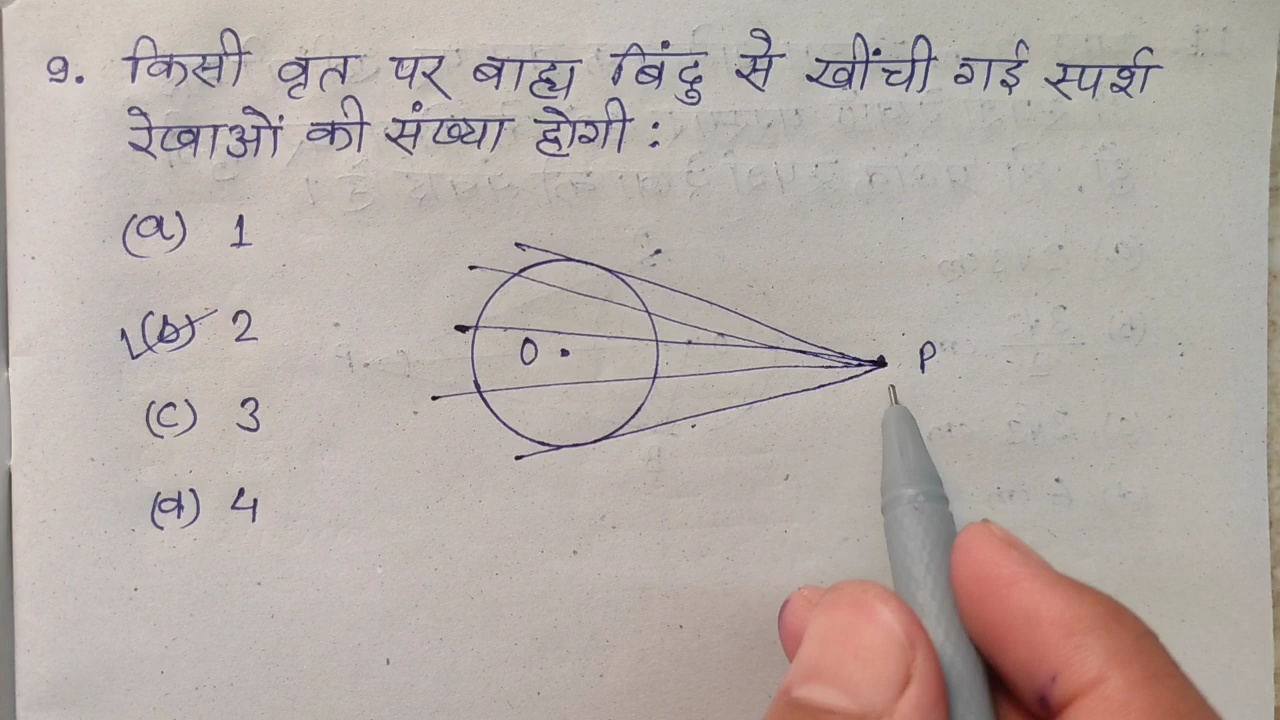 9. किसी वृत पर बाह्य बिंदु से खींची गई स्पर्श
रेखाओं की संख्या होगी :
(a) 1
(b) 2
(c) 3
(d) 4
O
P